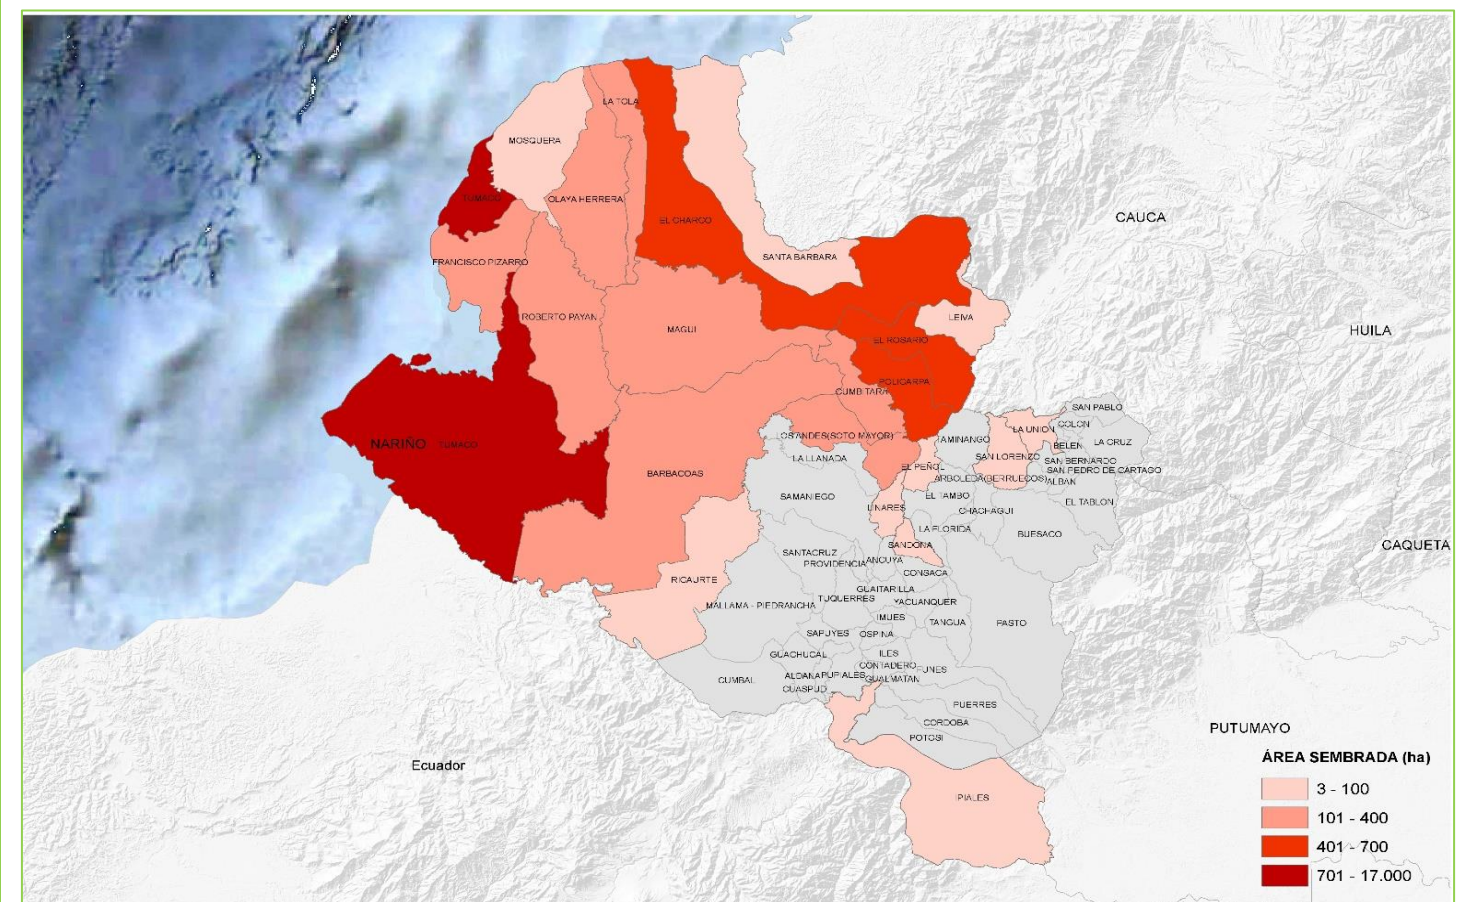 LA TOLA
MOSQUERA
TUMACO
OLAYA HERRERA
EL CHARCO
CAUCA
FRANCISCO PIZARRO
SANTA BARBARA
ROBERTO PAYAN
MAGUI
LEIVA
HUILA
EL ROSARIO
POLICARPA
CUMBITARA
NARIÑO
TUMACO
OS ANDES(SOTO MAYOR)
SAN PABLO
COLON
LA UNION
TAMINANGO
BELEN
LA CRUZ
LA LLANADA
SAN LORENZO
SAN BERNARDO
BARBACOAS
EL PEÑOL
SAN PEDRO DE CARTAGO
ARBOLEDA(BERRUECOS)
ALBAN
SAMANIEGO
EL TAMBO
EL TABLON
LINARES
CHACHAGUI
LA FLORIDA
BUESACO
SANDONA
CAQUETA
SANTACRUZ
PROVIDENCIA
ANCUYA
CONSACA
RICAURTE
GUAITARILLA
TUQUERRES
YACUANQUER
MALLAMA - PIEDRANCHA
IMUES
TANGUA
PASTO
SAPUYES
OSPINA
GUACHUCAL
ILES
CONTADERO
FUNES
CUMBAL
ALDANA
PUPIALES
GUALMATAN
CUASPUD
PUERRES
CORDOBA
POTOSI
PUTUMAYO
Ecuador
IPIALES
ÁREA SEMBRADA (ha)
3 - 100
101 - 400
401 - 700
701 - 17.000